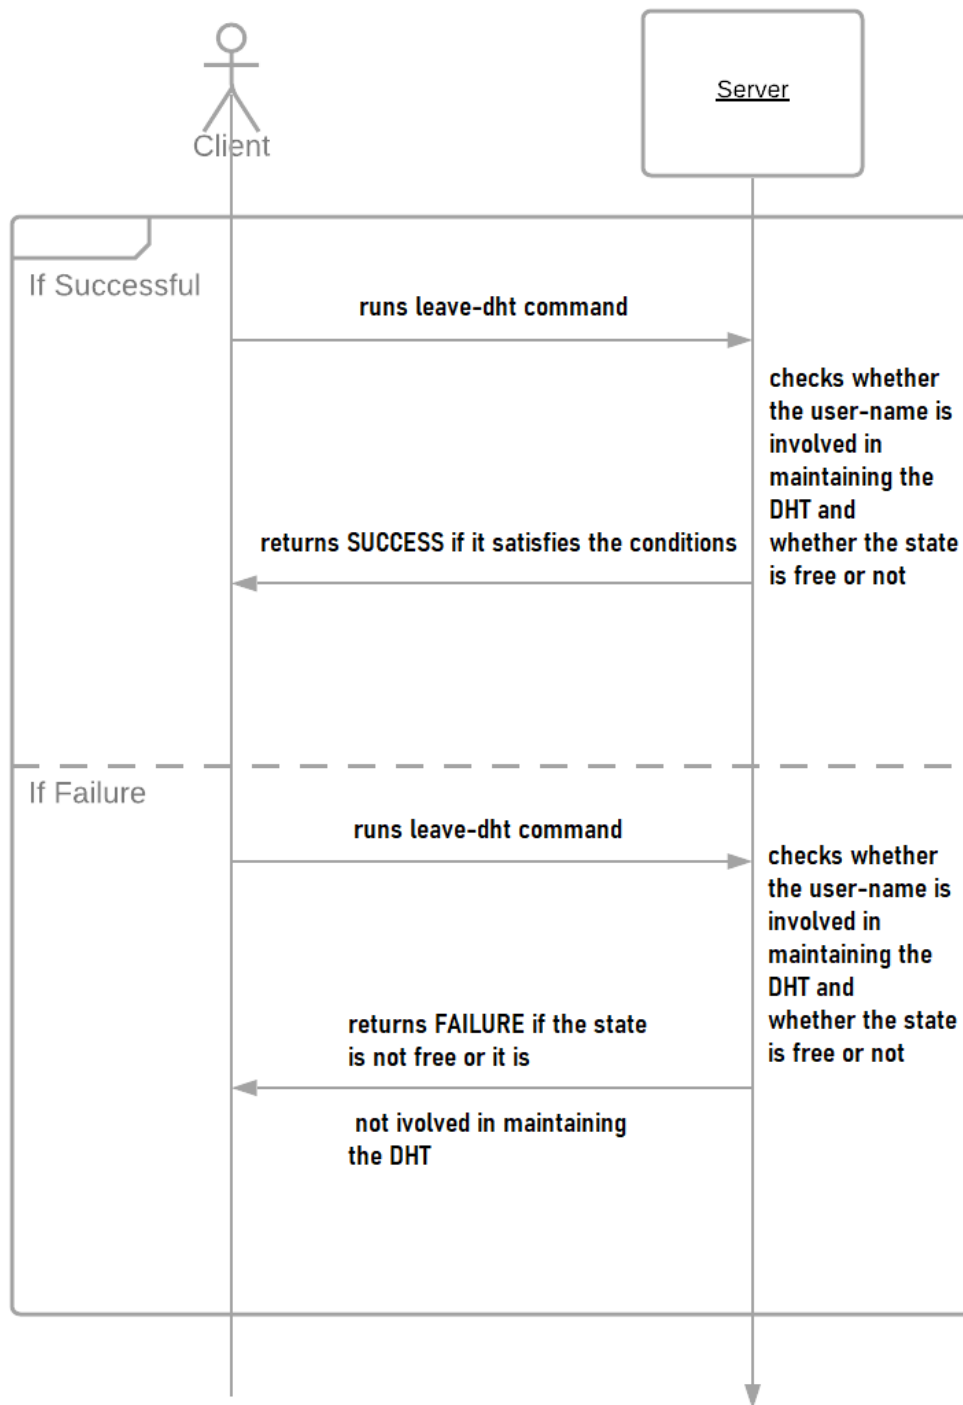 Client
Server
If Successful
runs leave-dht command
checks whether
the user-name is
involved in
maintaining the
DHT and
whether the state
is free or not
returns SUCCESS if it satisfies the conditions
If Failure
runs leave-dht command
checks whether
the user-name is
involved in
maintaining the
DHT and
whether the state
is free or not
returns FAILURE if the state
is not free or it is
not ivolved in maintaining
the DHT